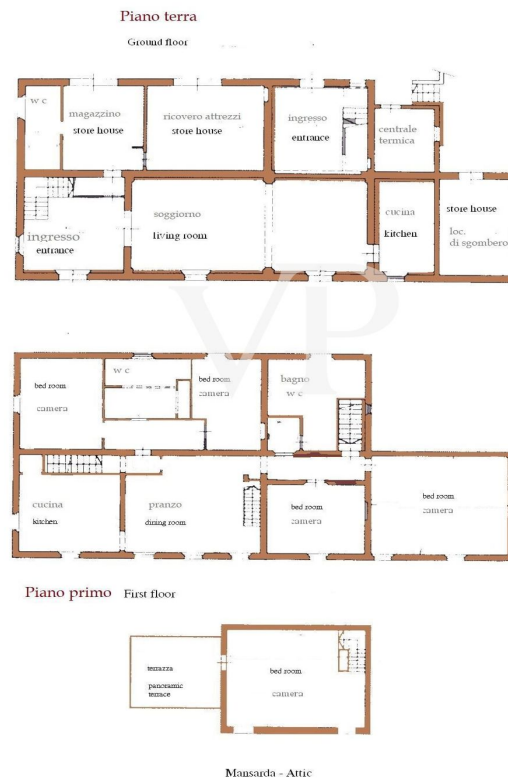 Piano terra
Ground floor
w c
magazzino
store house
ricovero attrezzi
store house
ingresso
entrance
centrale
termica
ingresso
entrance
soggiorno
living room
cucina
kitchen
store house
loc.
di sgombero
VP
bed room
camera
w c
bed room
camera
bagno
w c
cucina
kitchen
pranzo
dining room
bed room
camera
bed room
camera
Piano primo First floor
terrazza
panoramic
terrace
bed room
camera
Mansarda - Attic